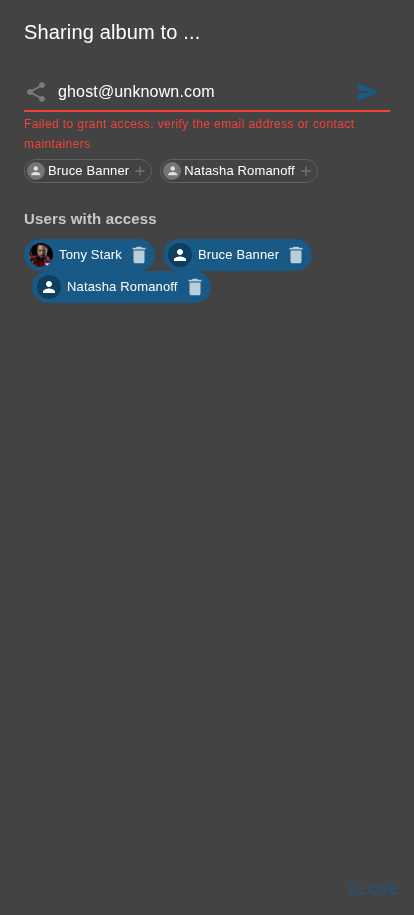 Sharing album to ...
ghost@unknown.com
Failed to grant access, verify the email address or contact
maintainers
Bruce Banner
Natasha Romanoff
Users with access
Tony Stark
Bruce Banner
Natasha Romanoff
CLOSE